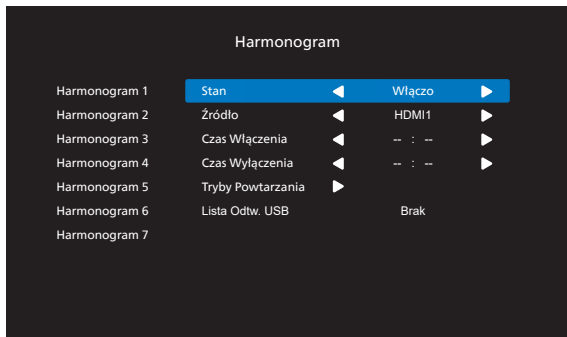 Harmonogram
Harmonogram 1 Stan Włączo
Harmonogram 2 Źródło HDMI1
Harmonogram 3 Czas Włączenia -- : --
Harmonogram 4 Czas Wyłączenia -- : --
Harmonogram 5 Tryby Powtarzania
Harmonogram 6 Lista Odtw. USB Brak
Harmonogram 7